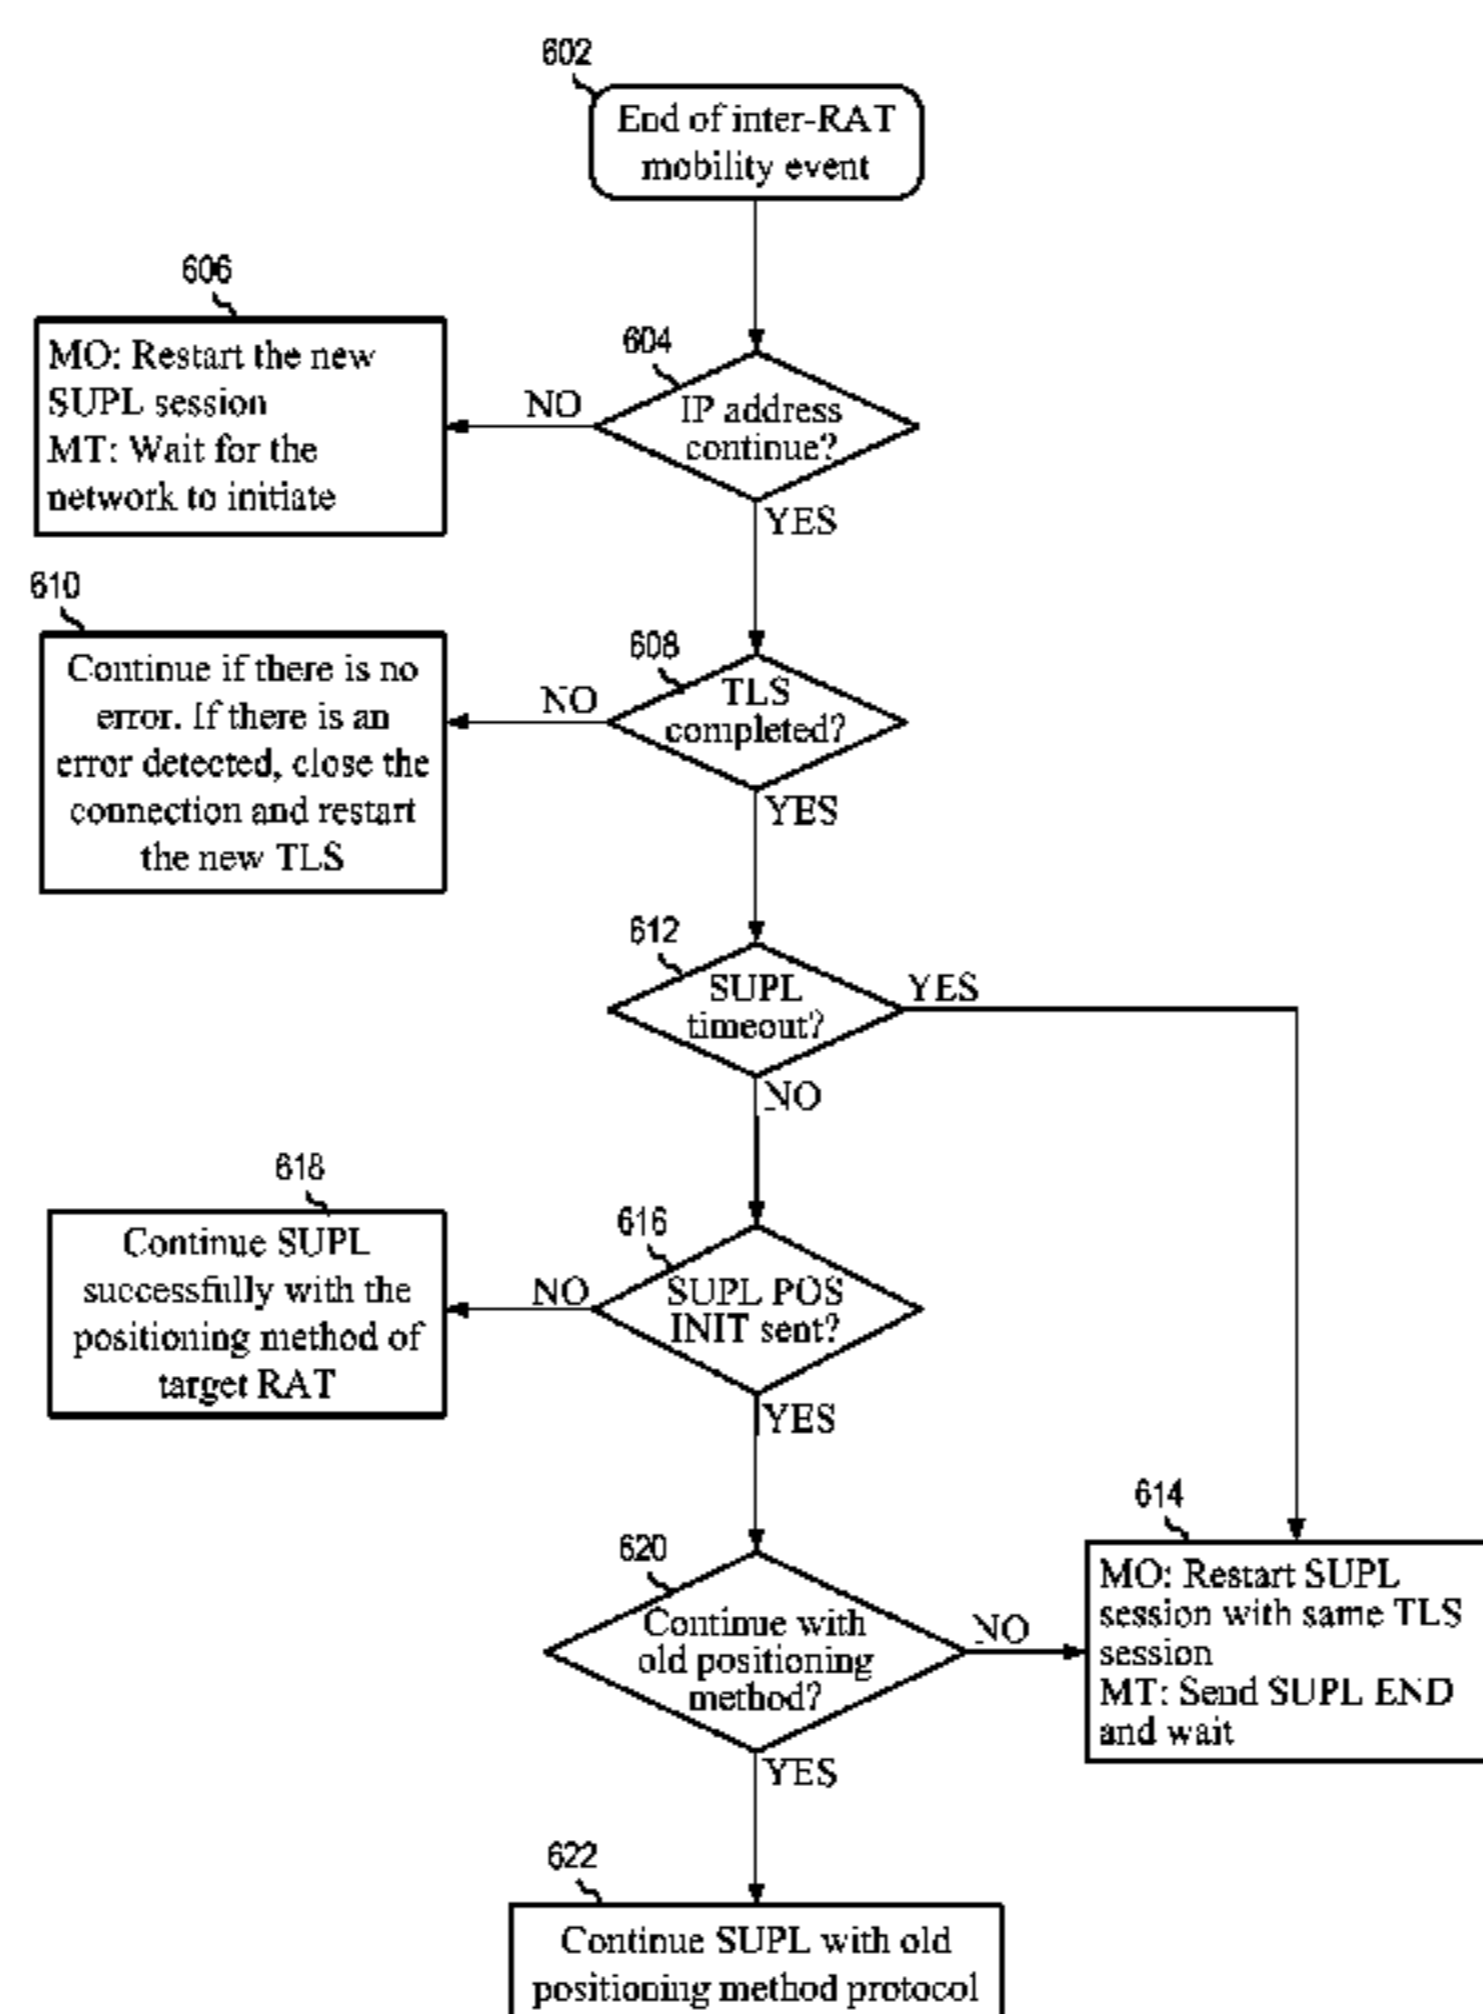 602
End of inter-RAT
mobility event
606
MO: Restart the new
SUPL session
MT: Wait for the
network to initiate
604
IP address
continue?
NO
YES
610
Continue if there is no
error. If there is an
error detected, close the
connection and restart
the new TLS
608
TLS
completed?
NO
YES
612
SUPL
timeout?
YES
NO
618
Continue SUPL
successfully with the
positioning method of
target RAT
616
SUPL POS
INIT sent?
NO
YES
620
Continue with
old positioning
method?
NO
YES
614
MO: Restart SUPL
session with same TLS
session
MT: Send SUPL END
and wait
622
Continue SUPL with old
positioning method protocol